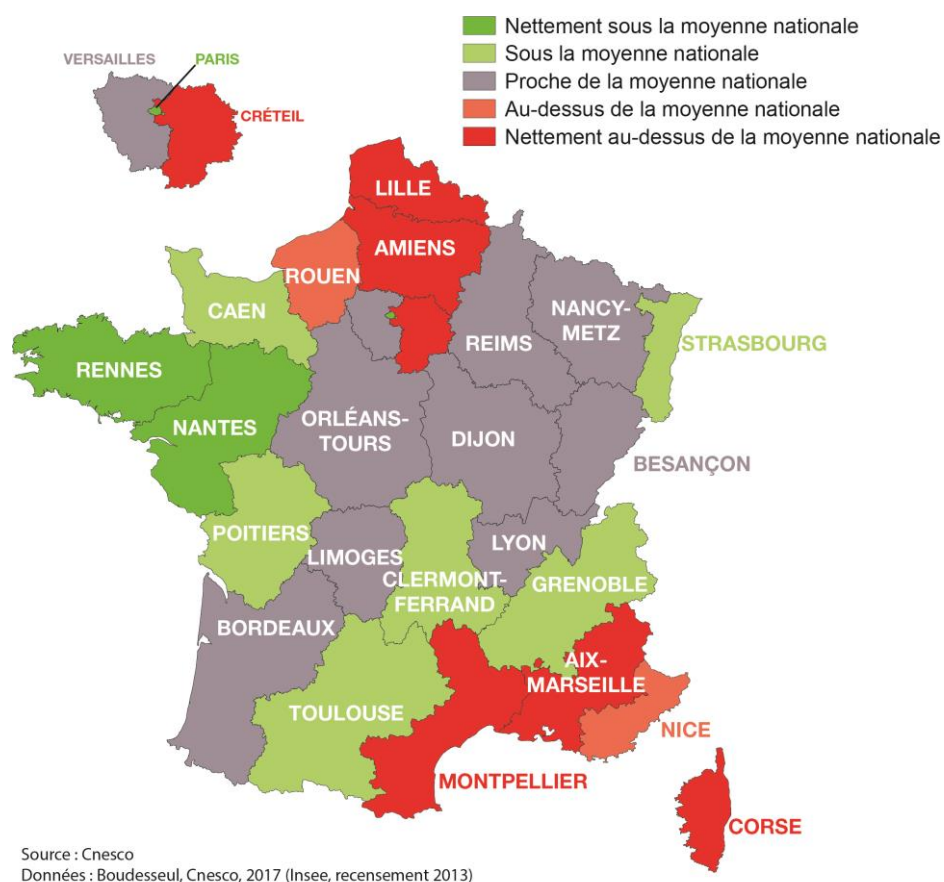 Nettement sous la moyenne nationale
Sous la moyenne nationale
Proche de la moyenne nationale
Au-dessus de la moyenne nationale
Nettement au-dessus de la moyenne nationale
VERSAILLES
PARIS
CRÉTEIL
LILLE
AMIENS
ROUEN
CAEN
REIMS
NANCY-
METZ
STRASBOURG
RENNES
NANTES
ORLÉANS-
TOURS
DIJON
BESANÇON
POITIERS
LIMOGES
CLERMONT-
FERRAND
LYON
GRENOBLE
BORDEAUX
TOULOUSE
AIX-
MARSEILLE
NICE
MONTPELLIER
CORSE
Source : Cnesco
Données : Boudesseul, Cnesco, 2017 (Insee, recensement 2013)